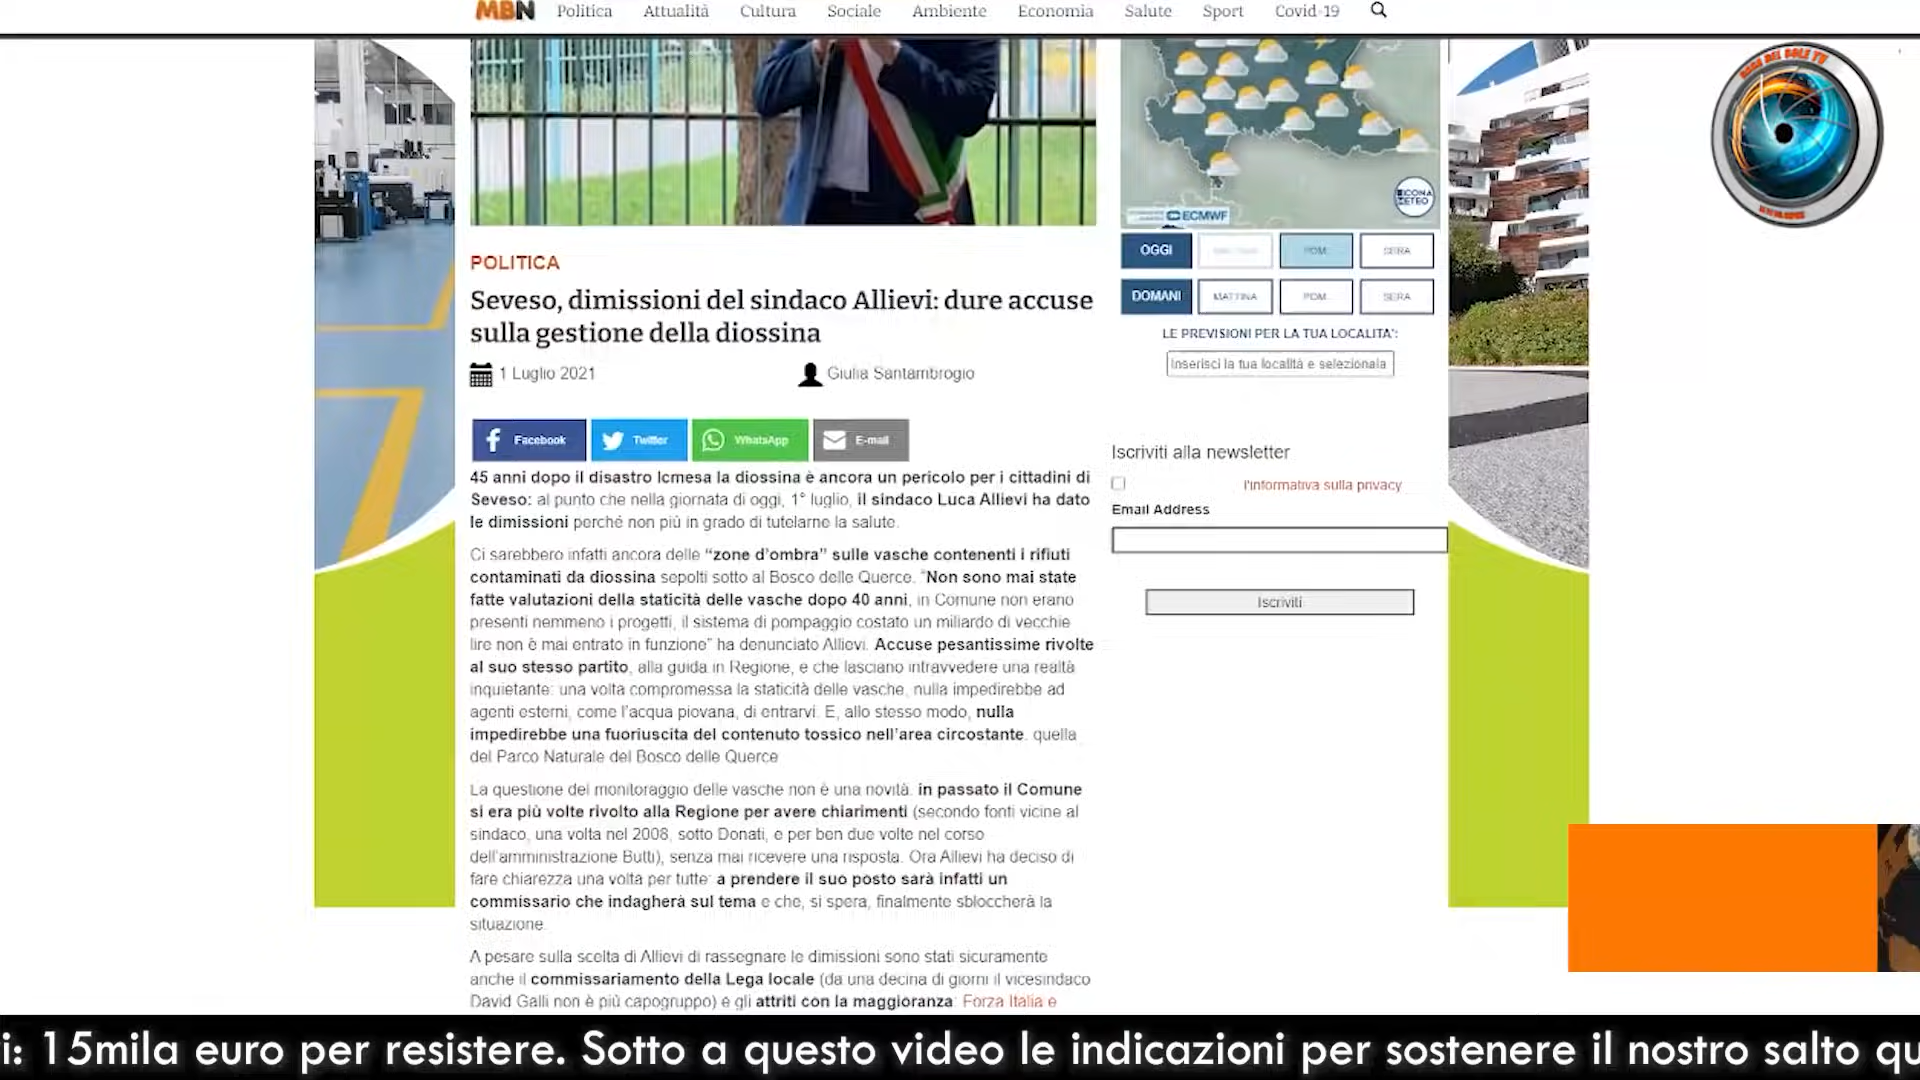 MBN Politica Attualità Cultura Sociale Ambiente Economia Salute Sport Covid-19
ECMWF
ICONA METEO
POLITICA
Seveso, dimissioni del sindaco Allievi: dure accuse
sulla gestione della diossina
1 Luglio 2021 Giulia Santambrogio
Facebook Twitter WhatsApp E-mail
45 anni dopo il disastro Icmesa la diossina è ancora un pericolo per i cittadini di
Seveso: al punto che nella giornata di oggi, 1° luglio, il sindaco Luca Allievi ha dato
le dimissioni perché non più in grado di tutelarne la salute.
Ci sarebbero infatti ancora delle “zone d’ombra” sulle vasche contenenti i rifiuti
contaminati da diossina sepolti sotto al Bosco delle Querce. “Non sono mai state
fatte valutazioni della staticità delle vasche dopo 40 anni, in Comune non erano
presenti nemmeno i progetti, il sistema di pompaggio costato un miliardo di vecchie
lire non è mai entrato in funzione” ha denunciato Allievi. Accuse pesantissime rivolte
al suo stesso partito, alla guida in Regione, e che lasciano intravvedere una realtà
inquietante: una volta compromessa la staticità delle vasche, nulla impedirebbe ad
agenti esterni, come l’acqua piovana, di entrarvi. E, allo stesso modo, nulla
impedirebbe una fuoriuscita del contenuto tossico nell’area circostante, quella
del Parco Naturale del Bosco delle Querce
La questione del monitoraggio delle vasche non è una novità: in passato il Comune
si era più volte rivolto alla Regione per avere chiarimenti (secondo fonti vicine al
sindaco, una volta nel 2008, sotto Donati, e per ben due volte nel corso
dell’amministrazione Butti), senza mai ricevere una risposta. Ora Allievi ha deciso di
fare chiarezza una volta per tutte: a prendere il suo posto sarà infatti un
commissario che indagherà sul tema e che, si spera, finalmente sbloccherà la
situazione.
A pesare sulla scelta di Allievi di rassegnare le dimissioni sono stati sicuramente
anche il commissariamento della Lega locale (da una decina di giorni il vicesindaco
David Galli non è più capogruppo) e gli attriti con la maggioranza: Forza Italia e
OGGI POM. SERA
DOMANI MATTINA POM. SERA
LE PREVISIONI PER LA TUA LOCALITA':
Inserisci la tua località e selezionala
Iscriviti alla newsletter
l'informativa sulla privacy
Email Address
Iscriviti
i: 15mila euro per resistere. Sotto a questo video le indicazioni per sostenere il nostro salto qu